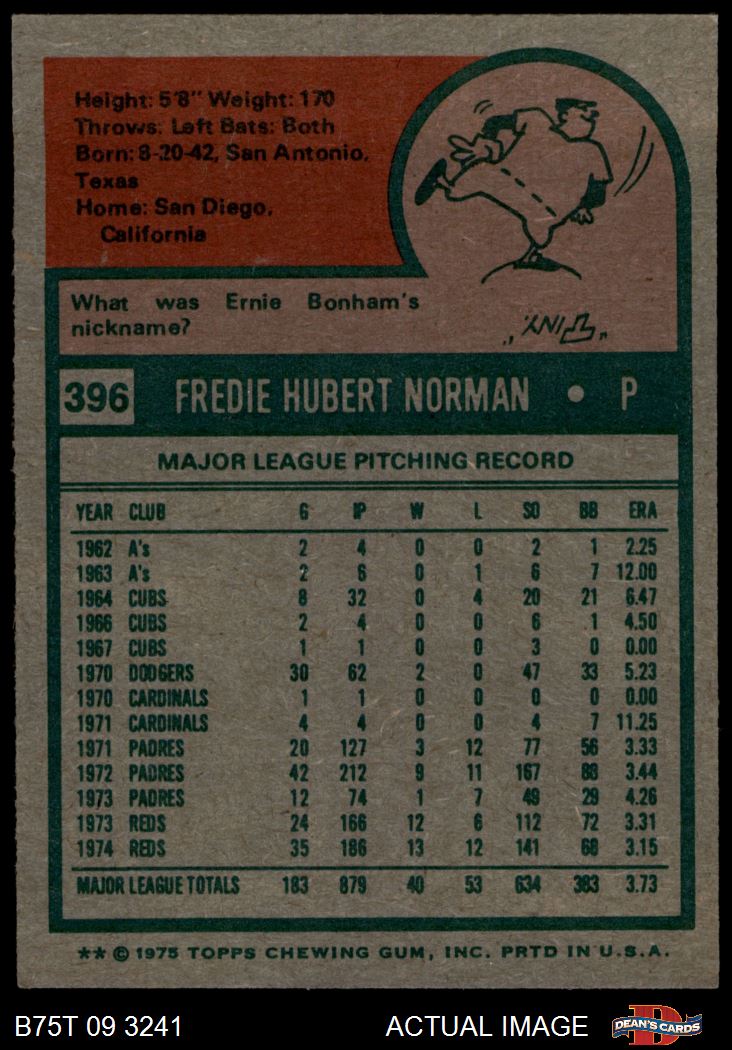 Height: 5'8" Weight: 170
Throws: Left Bats: Both
Born: 8-20-42, San Antonio,
Texas
Home: San Diego,
California
What was Ernie Bonham's
nickname?
"TINY"
396 FREDIE HUBERT NORMAN • P
MAJOR LEAGUE PITCHING RECORD
YEAR CLUB G IP W L SO BB ERA
1962 A's 2 4 0 0 2 1 2.25
1963 A's 2 6 0 1 6 7 12.00
1964 CUBS 8 32 0 4 20 21 6.47
1966 CUBS 2 4 0 0 6 1 4.50
1967 CUBS 1 1 0 0 3 0 0.00
1970 DODGERS 30 62 2 0 47 33 5.23
1970 CARDINALS 1 1 0 0 0 0 0.00
1971 CARDINALS 4 4 0 0 4 7 11.25
1971 PADRES 20 127 3 12 77 56 3.33
1972 PADRES 42 212 9 11 167 88 3.44
1973 PADRES 12 74 1 7 49 29 4.26
1973 REDS 24 166 12 6 112 72 3.31
1974 REDS 35 186 13 12 141 68 3.15
MAJOR LEAGUE TOTALS 183 879 40 53 634 383 3.73
** © 1975 TOPPS CHEWING GUM, INC. PRTD IN U.S.A.
B75T 09 3241 ACTUAL IMAGE D DEAN'S CARDS